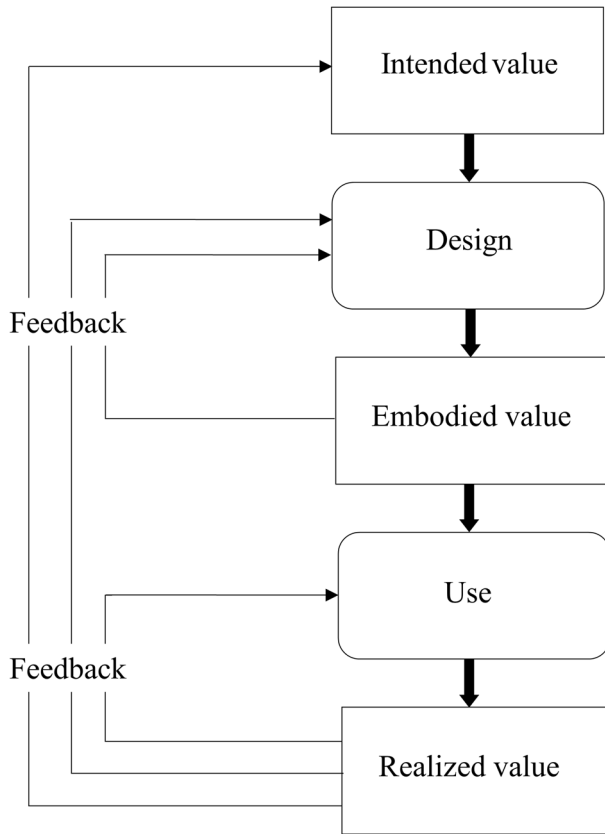 Intended value
Design
Feedback
Embodied value
Use
Feedback
Realized value